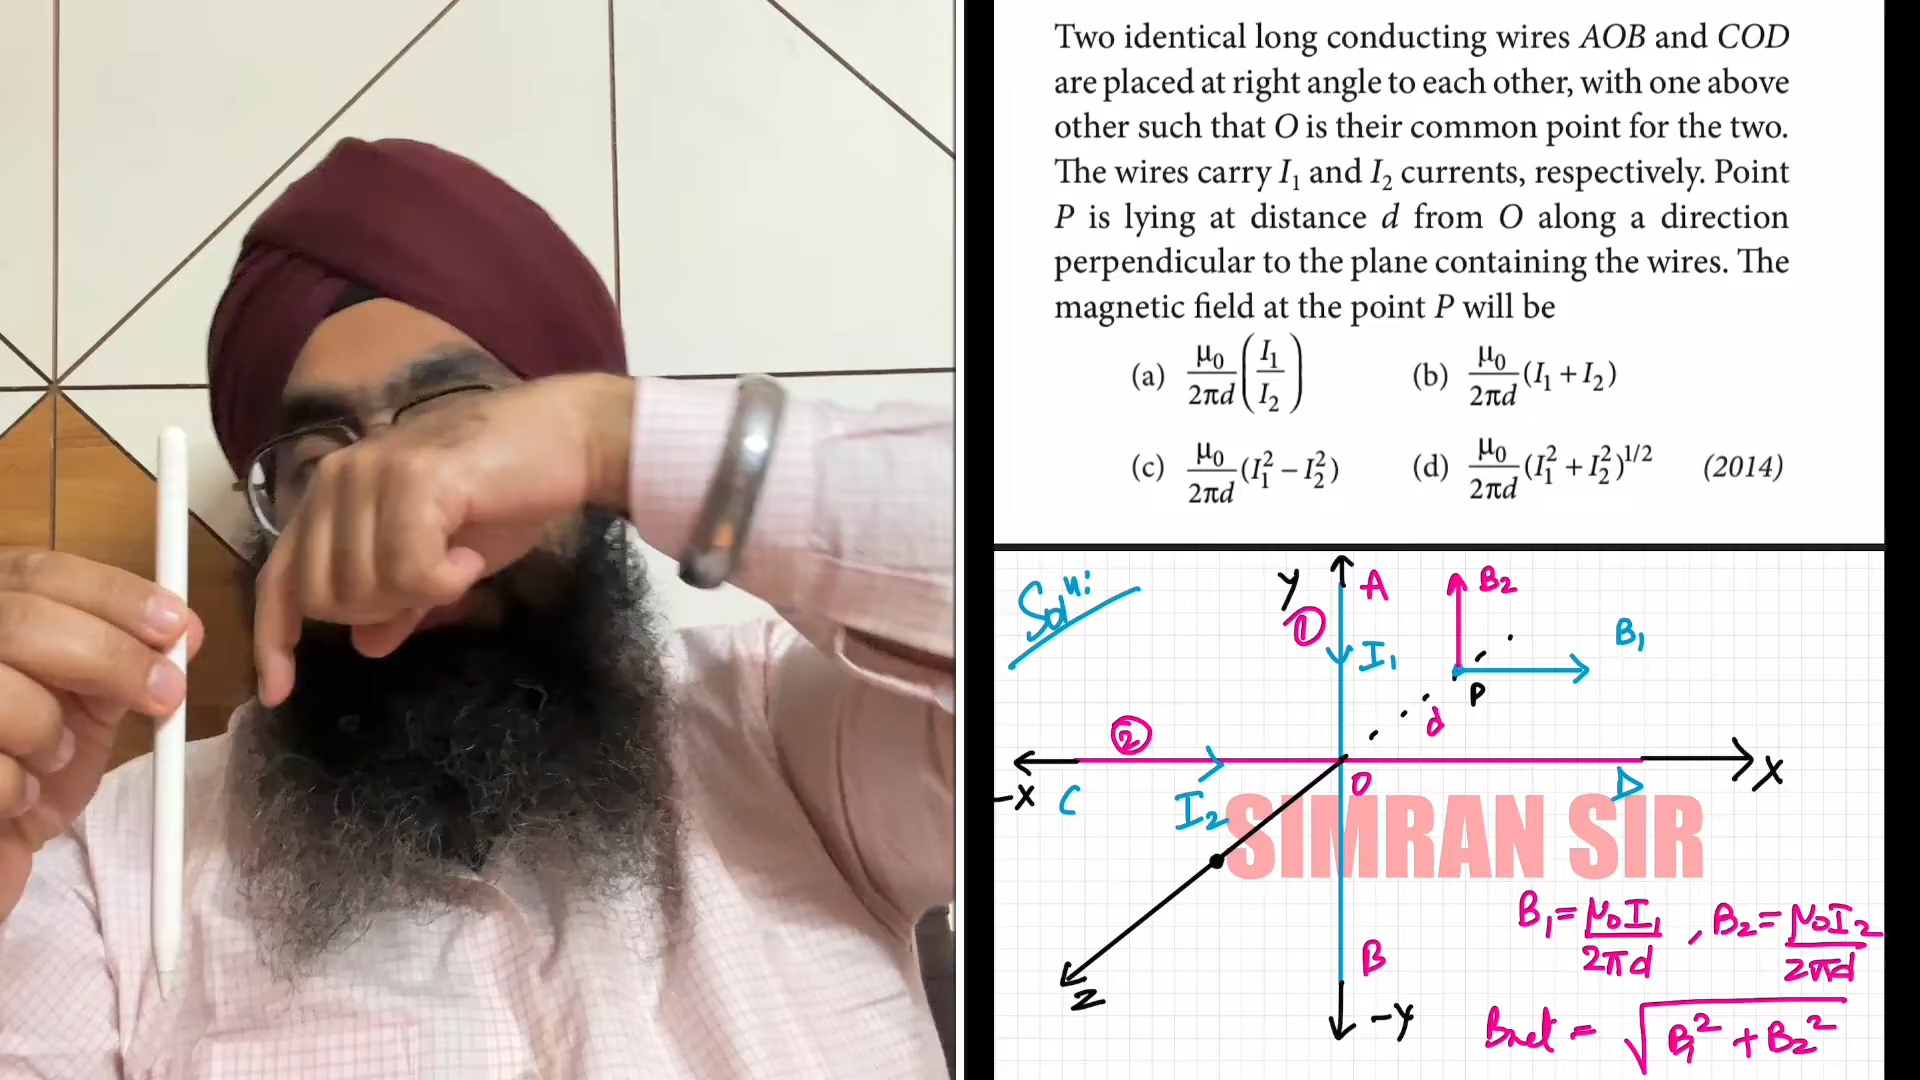 Two identical long conducting wires AOB and COD
are placed at right angle to each other, with one above
other such that O is their common point for the two.
The wires carry I₁ and I₂ currents, respectively. Point
P is lying at distance d from O along a direction
perpendicular to the plane containing the wires. The
magnetic field at the point P will be
(a) μ₀/2πd (I₁/I₂) (b) μ₀/2πd (I₁ + I₂)
(c) μ₀/2πd (I₁² − I₂²) (d) μ₀/2πd (I₁² + I₂²)^1/2 (2014)
Solⁿ:
y A B₂
① I₁ B₁
P
② d
-x C I₂ O D x
SIMRAN SIR
B₁ = μ₀I₁/2πd , B₂ = μ₀I₂/2πd
B
z -y
Bnet = √(B₁² + B₂²)